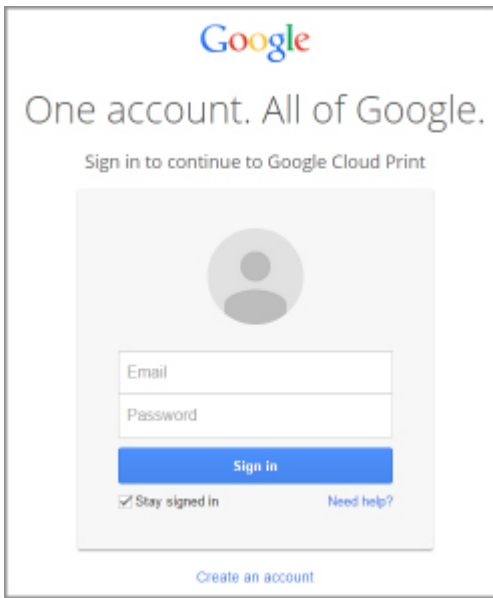 Google
One account. All of Google.
Sign in to continue to Google Cloud Print
Email
Password
Sign in
Stay signed in Need help?
Create an account